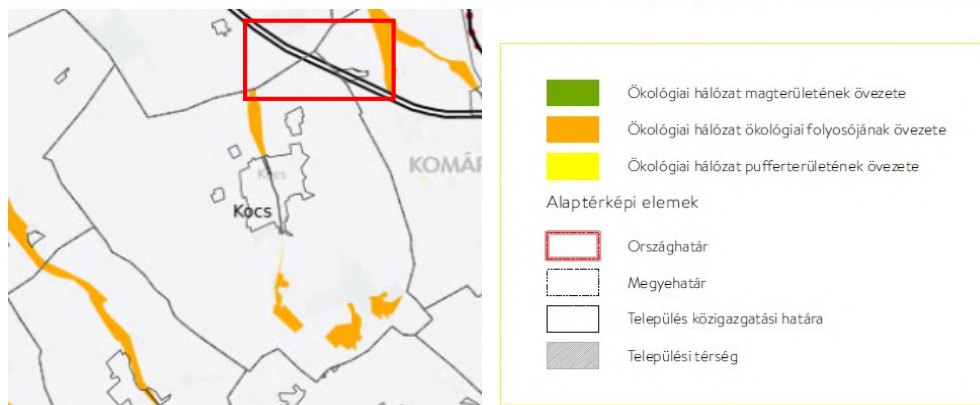 KOMÁR
Kocs
Kocs
Ökológiai hálózat magterületének övezete
Ökológiai hálózat ökológiai folyosójának övezete
Ökológiai hálózat pufferterületének övezete
Alaptérképi elemek
Országhatár
Megyehatár
Település közigazgatási határa
Települési térség